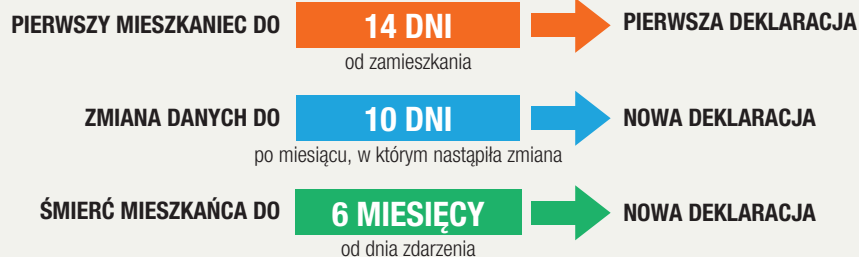 PIERWSZY MIESZKANIEC DO 14 DNI PIERWSZA DEKLARACJA
od zamieszkania
ZMIANA DANYCH DO 10 DNI NOWA DEKLARACJA
po miesiącu, w którym nastąpiła zmiana
ŚMIERĆ MIESZKAŃCA DO 6 MIESIĘCY NOWA DEKLARACJA
od dnia zdarzenia